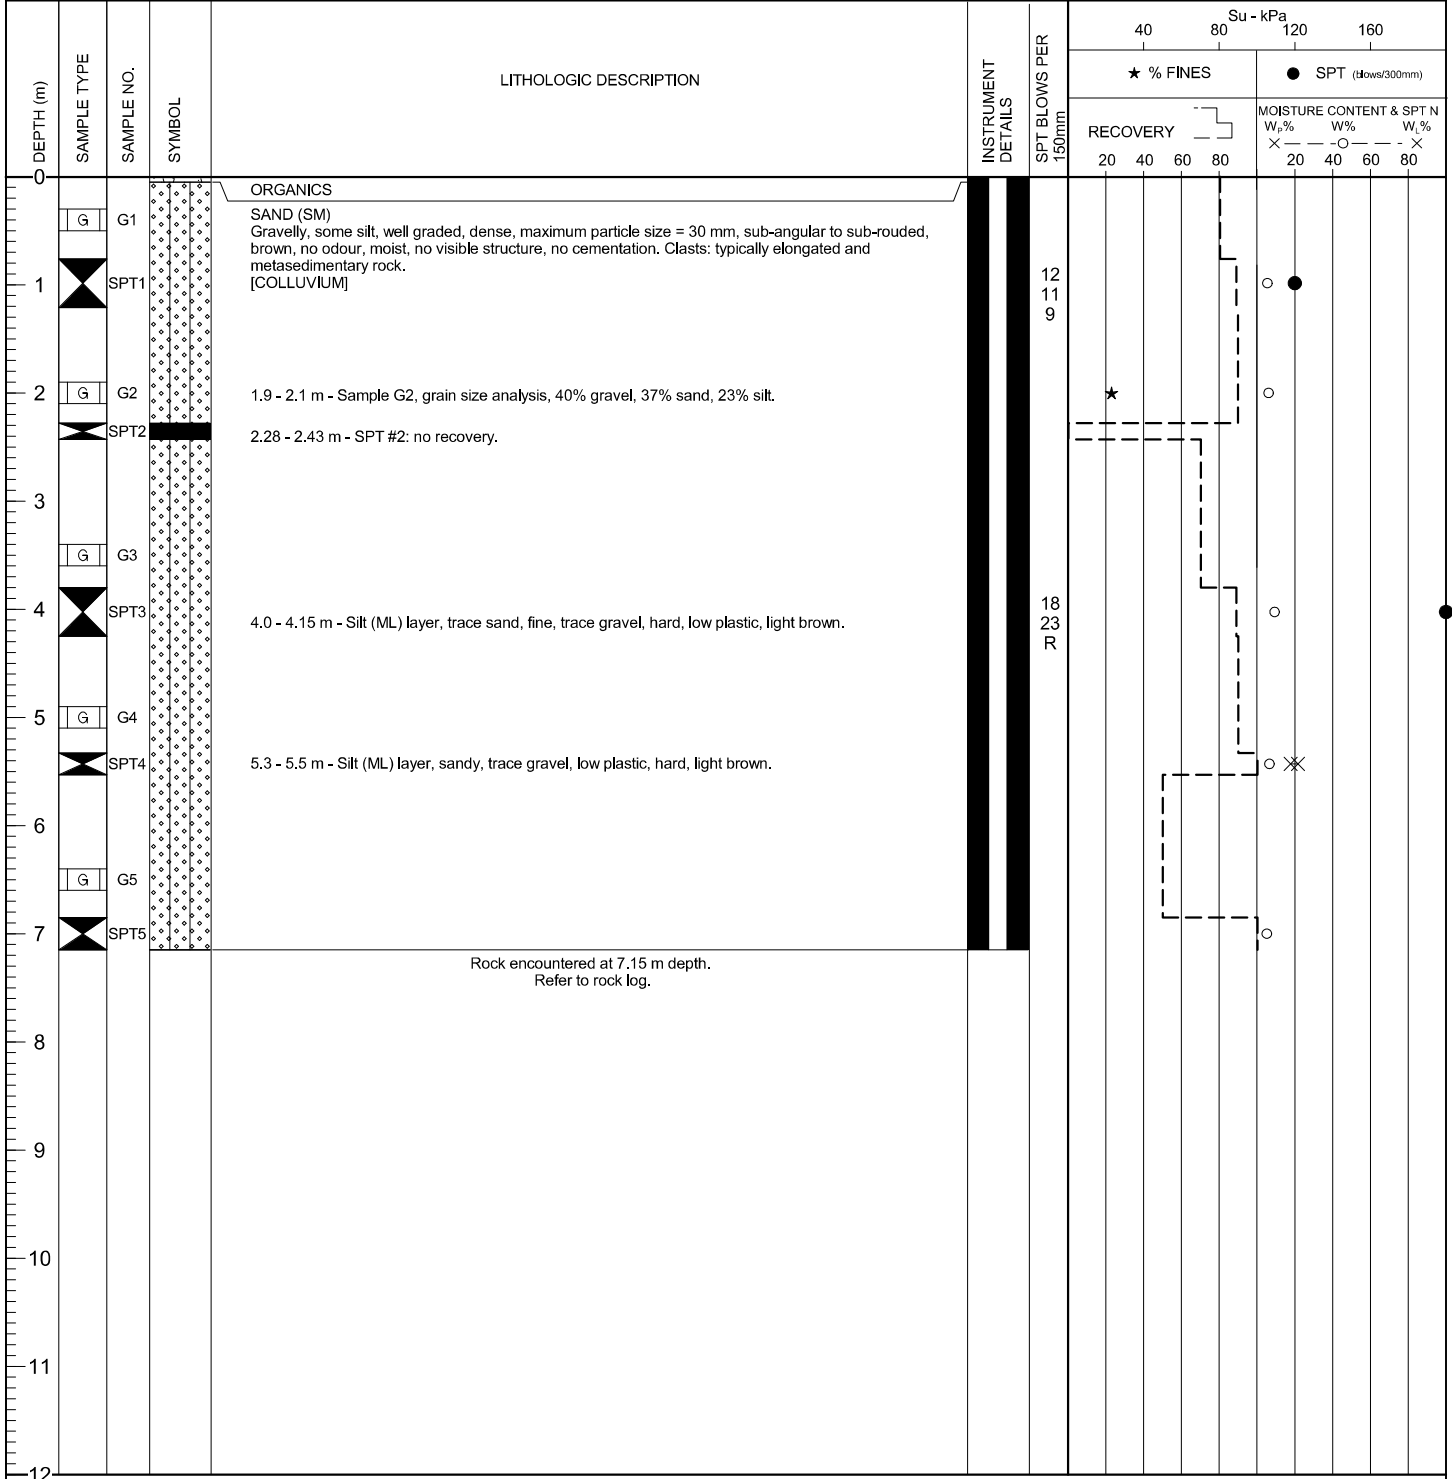 Su - kPa
40 80 120 160
DEPTH (m)
SAMPLE TYPE
SAMPLE NO.
SYMBOL
LITHOLOGIC DESCRIPTION
INSTRUMENT
DETAILS
SPT BLOWS PER
150mm
★ % FINES
● SPT (blows/300mm)
RECOVERY
MOISTURE CONTENT & SPT N
WP% W% WL%
20 40 60 80 20 40 60 80
0
ORGANICS
G G1
SAND (SM)
Gravelly, some silt, well graded, dense, maximum particle size = 30 mm, sub-angular to sub-rouded,
brown, no odour, moist, no visible structure, no cementation. Clasts: typically elongated and
metasedimentary rock.
[COLLUVIUM]
1
SPT1
12
11
9
2
G G2
1.9 - 2.1 m - Sample G2, grain size analysis, 40% gravel, 37% sand, 23% silt.
SPT2
2.28 - 2.43 m - SPT #2: no recovery.
3
G G3
4
SPT3
4.0 - 4.15 m - Silt (ML) layer, trace sand, fine, trace gravel, hard, low plastic, light brown.
18
23
R
5
G G4
SPT4
5.3 - 5.5 m - Silt (ML) layer, sandy, trace gravel, low plastic, hard, light brown.
6
G G5
7
SPT5
Rock encountered at 7.15 m depth.
Refer to rock log.
8
9
10
11
12